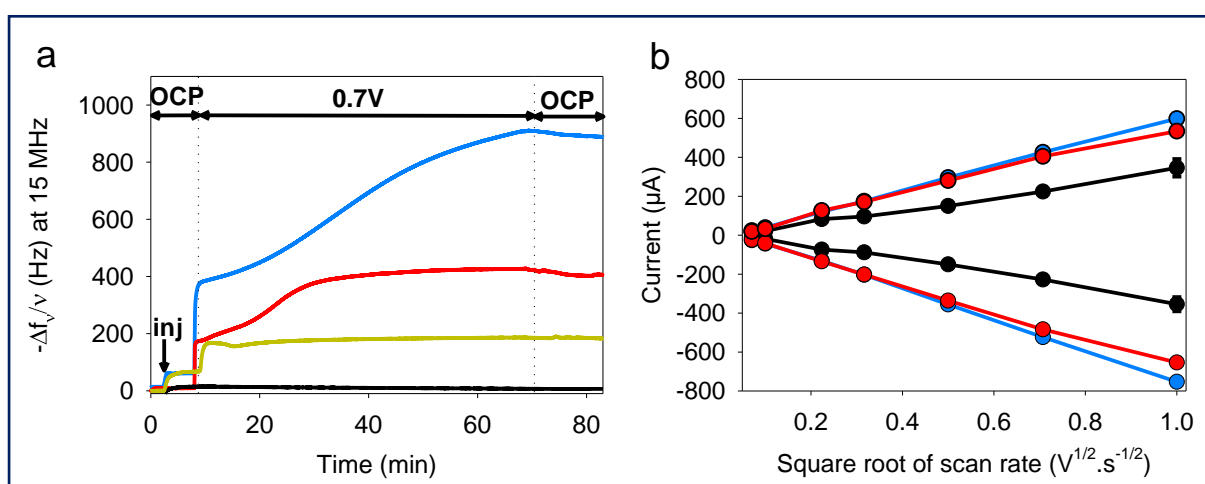 a
OCP
0.7V
OCP
-Δfᵥ/ν (Hz) at 15 MHz
1000
800
600
400
200
0
inj
0
20
40
60
80
Time (min)
b
Current (µA)
800
600
400
200
0
-200
-400
-600
-800
0.2
0.4
0.6
0.8
1.0
Square root of scan rate (V^1/2.s^-1/2)